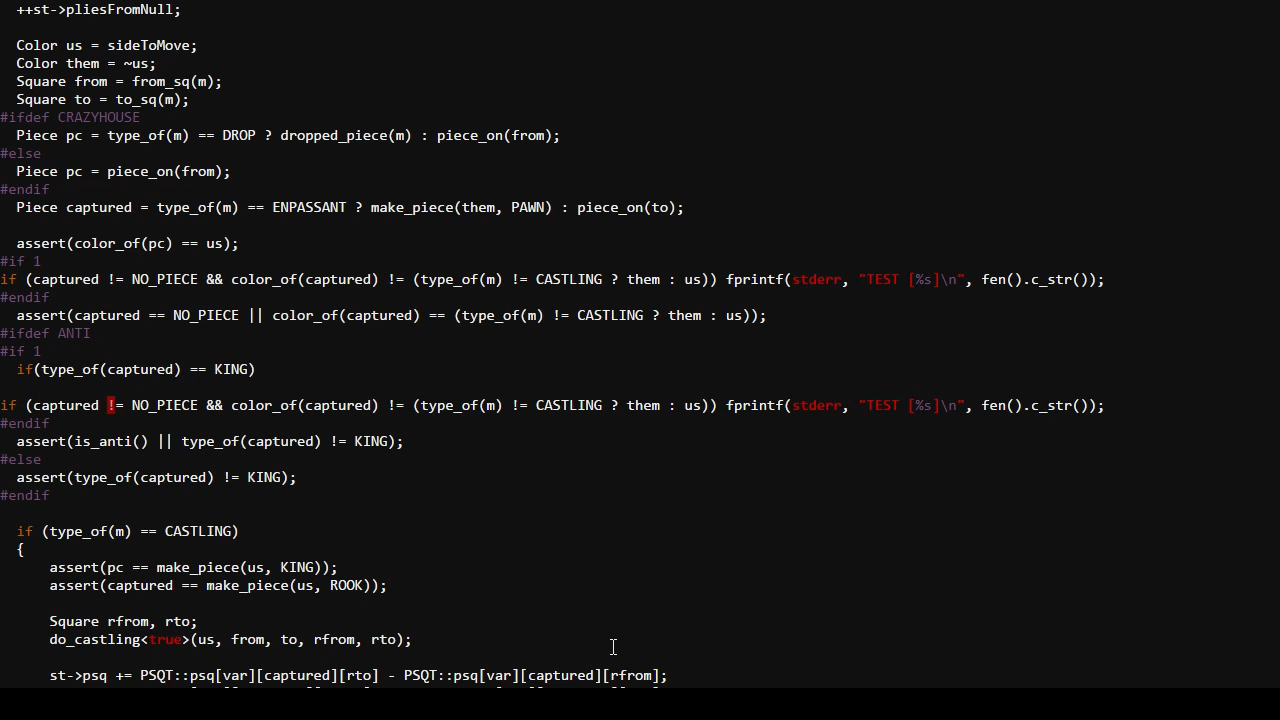 ++st->pliesFromNull;
Color us = sideToMove;
Color them = ~us;
Square from = from_sq(m);
Square to = to_sq(m);
#ifdef CRAZYHOUSE
Piece pc = type_of(m) == DROP ? dropped_piece(m) : piece_on(from);
#else
Piece pc = piece_on(from);
#endif
Piece captured = type_of(m) == ENPASSANT ? make_piece(them, PAWN) : piece_on(to);
assert(color_of(pc) == us);
#if 1
if (captured != NO_PIECE && color_of(captured) != (type_of(m) != CASTLING ? them : us)) fprintf(stderr, "TEST [%s]\n", fen().c_str());
#endif
assert(captured == NO_PIECE || color_of(captured) == (type_of(m) != CASTLING ? them : us));
#ifdef ANTI
#if 1
if(type_of(captured) == KING)
if (captured != NO_PIECE && color_of(captured) != (type_of(m) != CASTLING ? them : us)) fprintf(stderr, "TEST [%s]\n", fen().c_str());
#endif
assert(is_anti() || type_of(captured) != KING);
#else
assert(type_of(captured) != KING);
#endif
if (type_of(m) == CASTLING)
{
assert(pc == make_piece(us, KING));
assert(captured == make_piece(us, ROOK));
Square rfrom, rto;
do_castling<true>(us, from, to, rfrom, rto);
st->psq += PSQT::psq[var][captured][rto] - PSQT::psq[var][captured][rfrom];